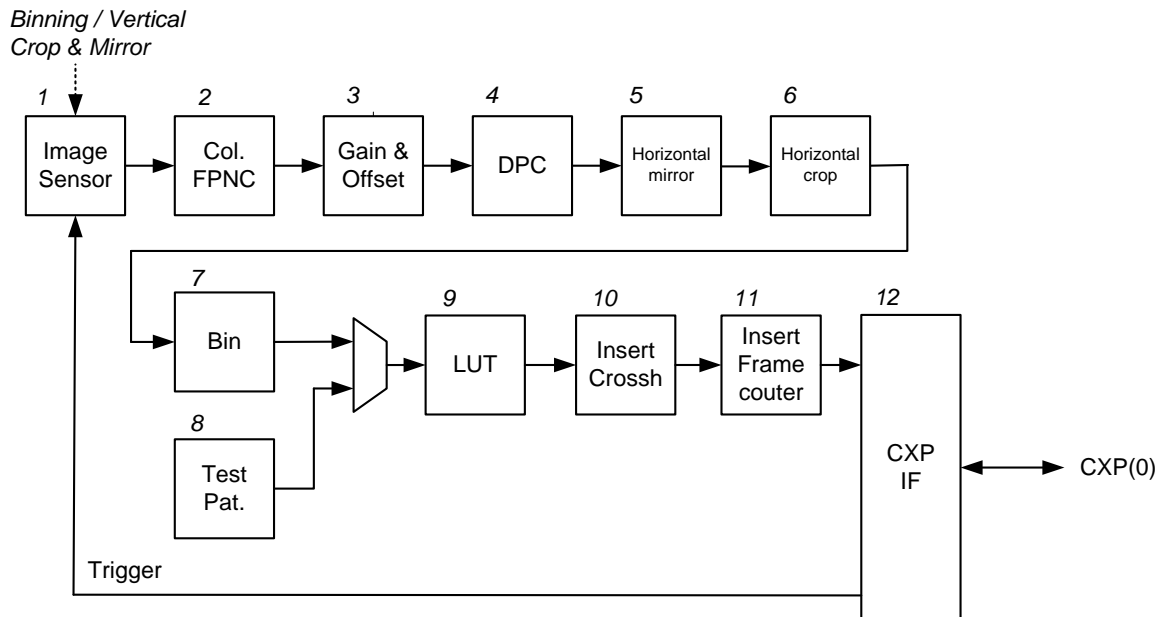 Binning / Vertical
Crop & Mirror
1
2
3
4
5
6
Image
Sensor
Col.
FPNC
Gain &
Offset
DPC
Horizontal
mirror
Horizontal
crop
7
9
10
11
12
Bin
LUT
Insert
Crossh
Insert
Frame
couter
8
Test
Pat.
CXP
IF
CXP(0)
Trigger